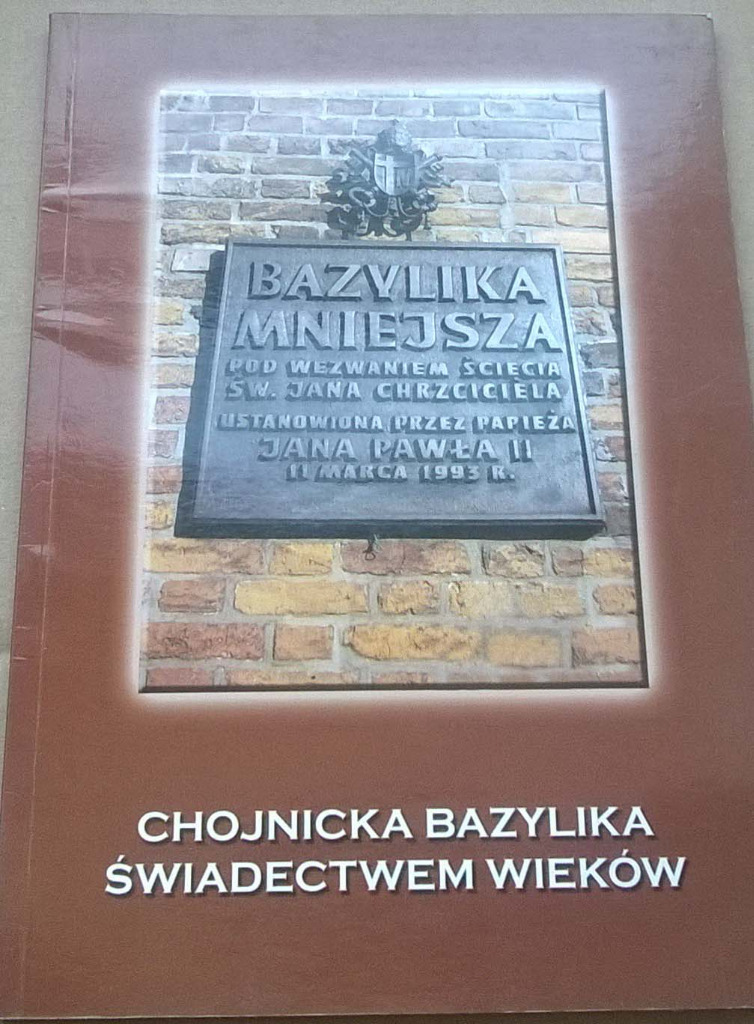 BAZYLIKA
MNIEJSZA
POD WEZWANIEM ŚCIĘCIA
ŚW. JANA CHRZCICIELA
USTANOWIONA PRZEZ PAPIEŻA
JANA PAWŁA II
11 MARCA 1993 R.
CHOJNICKA BAZYLIKA
ŚWIADECTWEM WIEKÓW